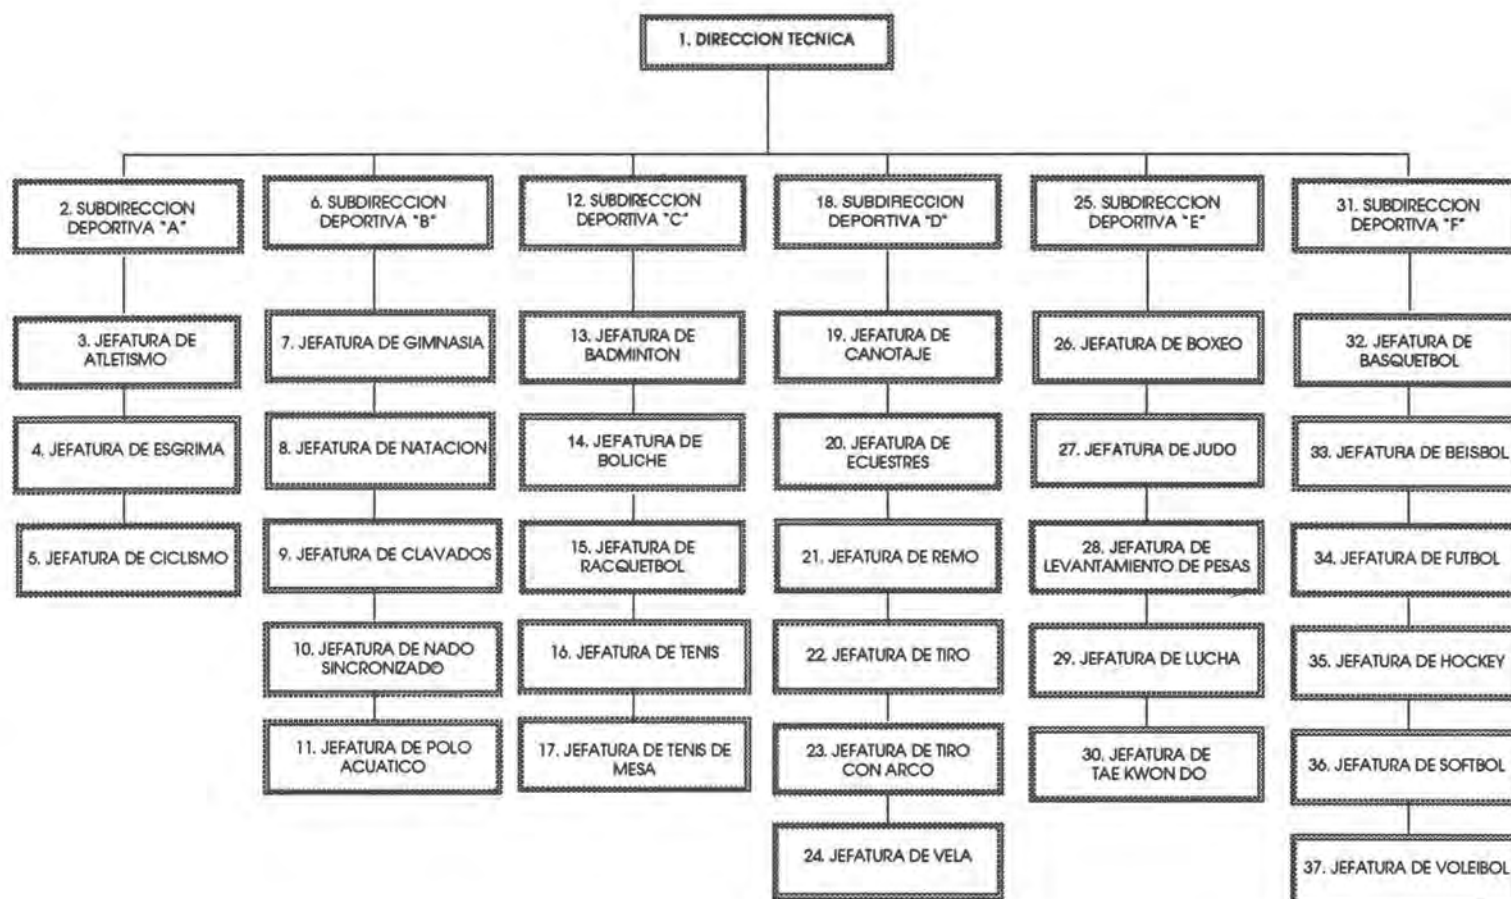 1. DIRECCION TECNICA
2. SUBDIRECCION
DEPORTIVA "A"
3. JEFATURA DE
ATLETISMO
4. JEFATURA DE ESGRIMA
5. JEFATURA DE CICLISMO
6. SUBDIRECCION
DEPORTIVA "B"
7. JEFATURA DE GIMNASIA
8. JEFATURA DE NATACION
9. JEFATURA DE CLAVADOS
10. JEFATURA DE NADO
SINCRONIZADO
11. JEFATURA DE POLO
ACUATICO
12. SUBDIRECCION
DEPORTIVA "C"
13. JEFATURA DE
BADMINTON
14. JEFATURA DE
BOLICHE
15. JEFATURA DE
RACQUETBOL
16. JEFATURA DE TENIS
17. JEFATURA DE TENIS DE
MESA
18. SUBDIRECCION
DEPORTIVA "D"
19. JEFATURA DE
CANOTAJE
20. JEFATURA DE
ECUESTRES
21. JEFATURA DE REMO
22. JEFATURA DE TIRO
23. JEFATURA DE TIRO
CON ARCO
24. JEFATURA DE VELA
25. SUBDIRECCION
DEPORTIVA "E"
26. JEFATURA DE BOXEO
27. JEFATURA DE JUDO
28. JEFATURA DE
LEVANTAMIENTO DE PESAS
29. JEFATURA DE LUCHA
30. JEFATURA DE
TAE KWON DO
31. SUBDIRECCION
DEPORTIVA "F"
32. JEFATURA DE
BASQUETBOL
33. JEFATURA DE BEISBOL
34. JEFATURA DE FUTBOL
35. JEFATURA DE HOCKEY
36. JEFATURA DE SOFTBOL
37. JEFATURA DE VOLEIBOL